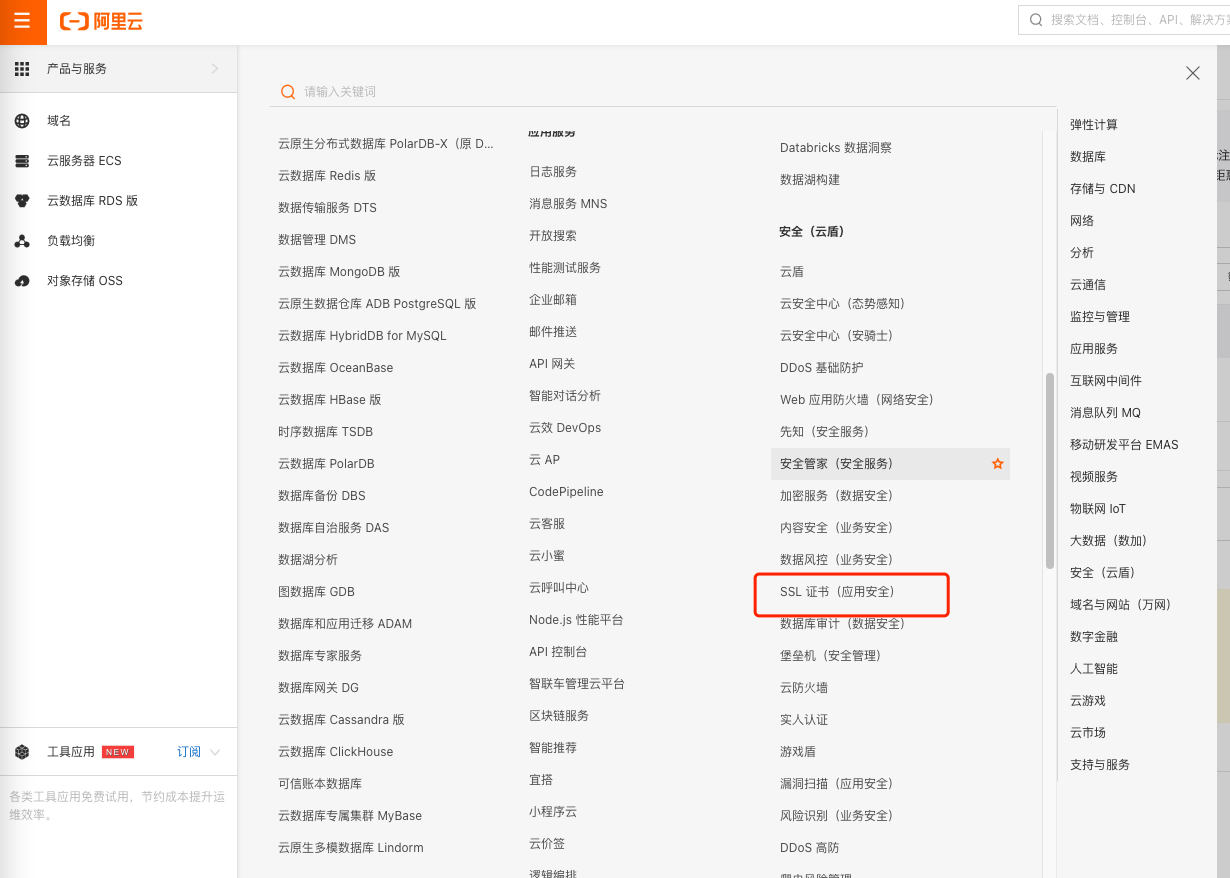 阿里云
搜索文档、控制台、API、解决方案
产品与服务
域名
云服务器 ECS
云数据库 RDS 版
负载均衡
对象存储 OSS
工具应用 NEW 订阅
各类工具应用免费试用，节约成本提升运
维效率。
请输入关键词
云原生分布式数据库 PolarDB-X（原 D...
云数据库 Redis 版
数据传输服务 DTS
数据管理 DMS
云数据库 MongoDB 版
云原生数据仓库 ADB PostgreSQL 版
云数据库 HybridDB for MySQL
云数据库 OceanBase
云数据库 HBase 版
时序数据库 TSDB
云数据库 PolarDB
数据库备份 DBS
数据库自治服务 DAS
数据湖分析
图数据库 GDB
数据库和应用迁移 ADAM
数据库专家服务
数据库网关 DG
云数据库 Cassandra 版
云数据库 ClickHouse
可信账本数据库
云数据库专属集群 MyBase
云原生多模数据库 Lindorm
应用服务
日志服务
消息服务 MNS
开放搜索
性能测试服务
企业邮箱
邮件推送
API 网关
智能对话分析
云效 DevOps
云 AP
CodePipeline
云客服
云小蜜
云呼叫中心
Node.js 性能平台
API 控制台
智联车管理云平台
区块链服务
智能推荐
宜搭
小程序云
云价签
逻辑编排
Databricks 数据洞察
数据湖构建
安全（云盾）
云盾
云安全中心（态势感知）
云安全中心（安骑士）
DDoS 基础防护
Web 应用防火墙（网络安全）
先知（安全服务）
安全管家（安全服务）
加密服务（数据安全）
内容安全（业务安全）
数据风控（业务安全）
SSL 证书（应用安全）
数据库审计（数据安全）
堡垒机（安全管理）
云防火墙
实人认证
游戏盾
漏洞扫描（应用安全）
风险识别（业务安全）
DDoS 高防
爬虫风险管理
弹性计算
数据库
存储与 CDN
网络
分析
云通信
监控与管理
应用服务
互联网中间件
消息队列 MQ
移动研发平台 EMAS
视频服务
物联网 IoT
大数据（数加）
安全（云盾）
域名与网站（万网）
数字金融
人工智能
云游戏
云市场
支持与服务